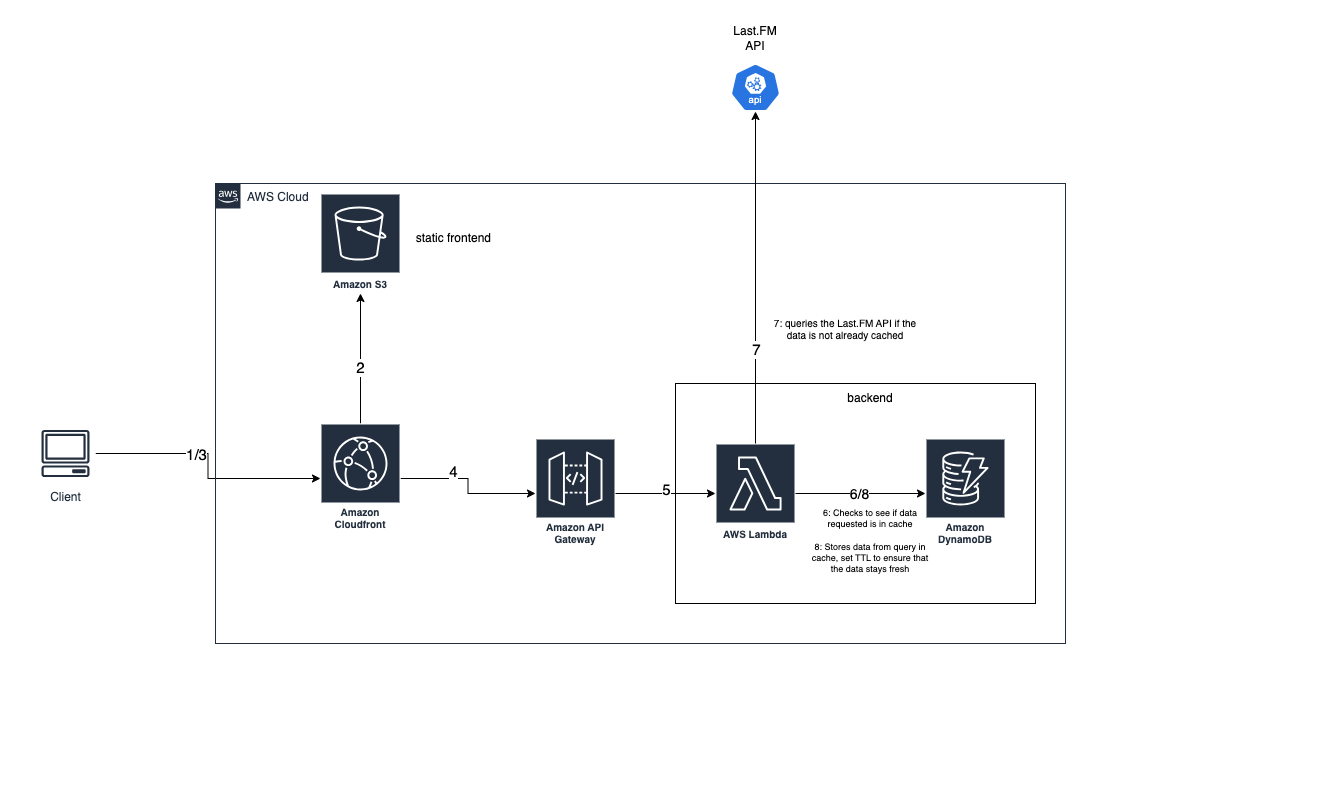 Last.FM
API
api
aws
AWS Cloud
static frontend
Amazon S3
2
7: queries the Last.FM API if the
data is not already cached
7
backend
Client
1/3
Amazon
Cloudfront
4
Amazon API
Gateway
5
AWS Lambda
6/8
6: Checks to see if data
requested is in cache
8: Stores data from query in
cache, set TTL to ensure that
the data stays fresh
Amazon
DynamoDB